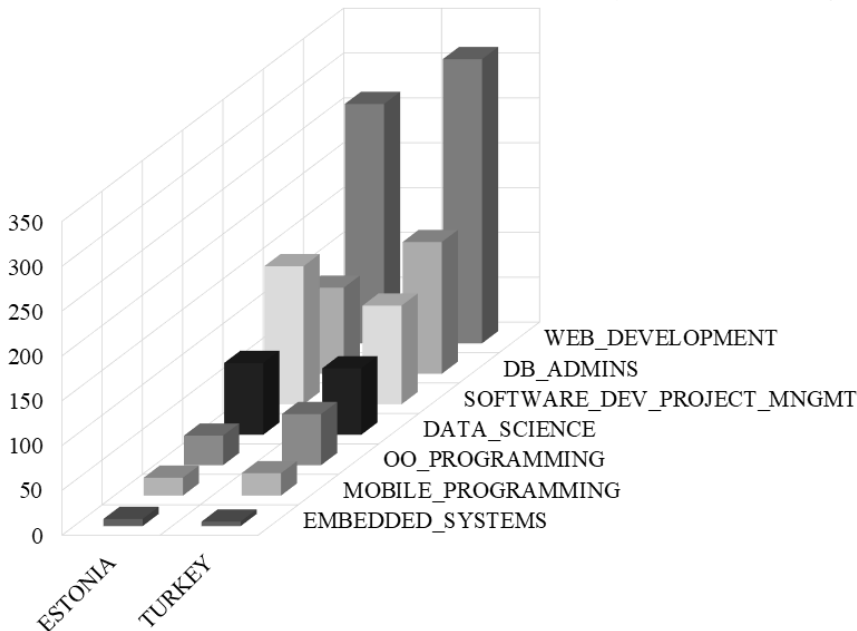 350
300
250
200
150
100
50
0
WEB_DEVELOPMENT
DB_ADMINS
SOFTWARE_DEV_PROJECT_MNGMT
DATA_SCIENCE
OO_PROGRAMMING
MOBILE_PROGRAMMING
EMBEDDED_SYSTEMS
ESTONIA
TURKEY